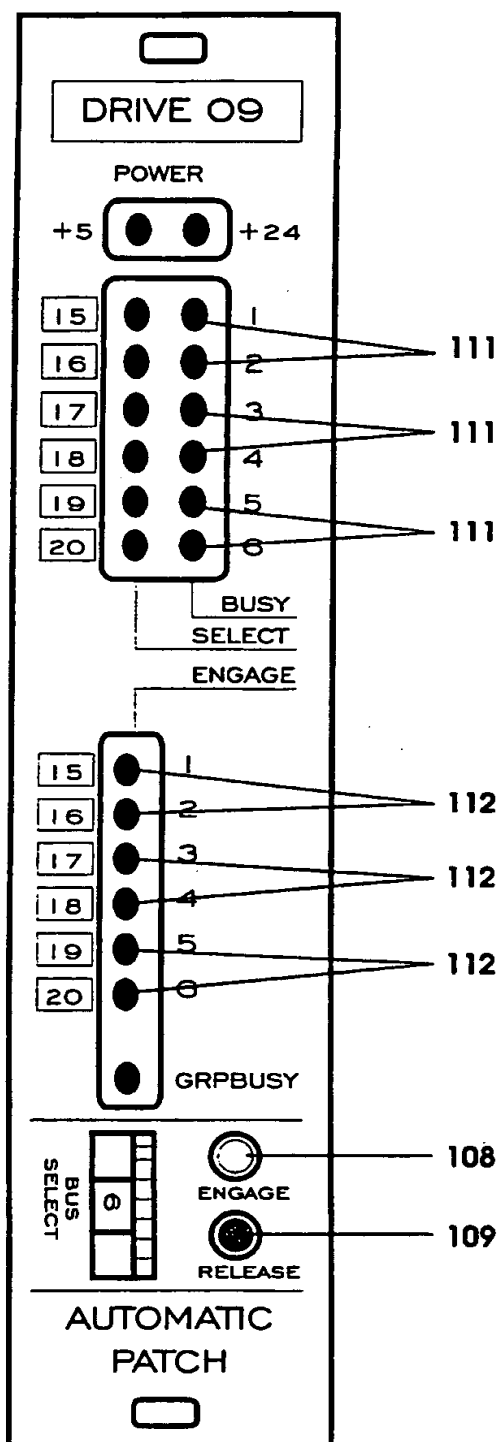 DRIVE 09
POWER
+5 +24
15 1
16 2 111
17 3
18 4 111
19 5
20 6 111
BUSY
SELECT
ENGAGE
15 1
16 2 112
17 3
18 4 112
19 5
20 6 112
GRPBUSY
BUS
SELECT
9
ENGAGE 108
RELEASE 109
AUTOMATIC
PATCH